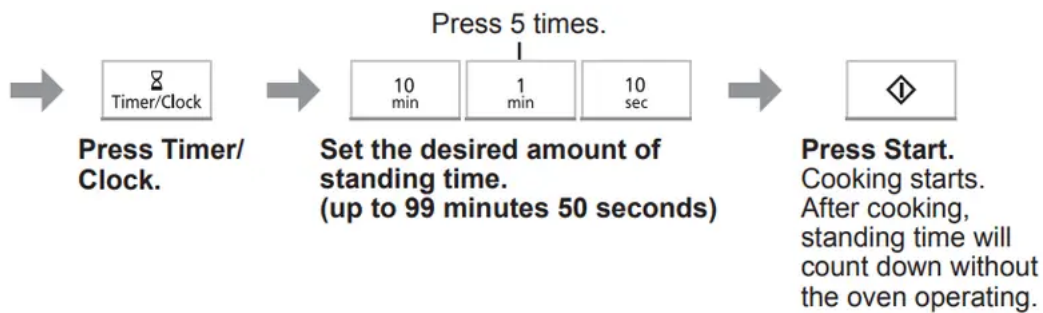 Press 5 times.
Timer/Clock
10
min
1
min
10
sec
Press Timer/
Clock.
Set the desired amount of
standing time.
(up to 99 minutes 50 seconds)
Press Start.
Cooking starts.
After cooking,
standing time will
count down without
the oven operating.